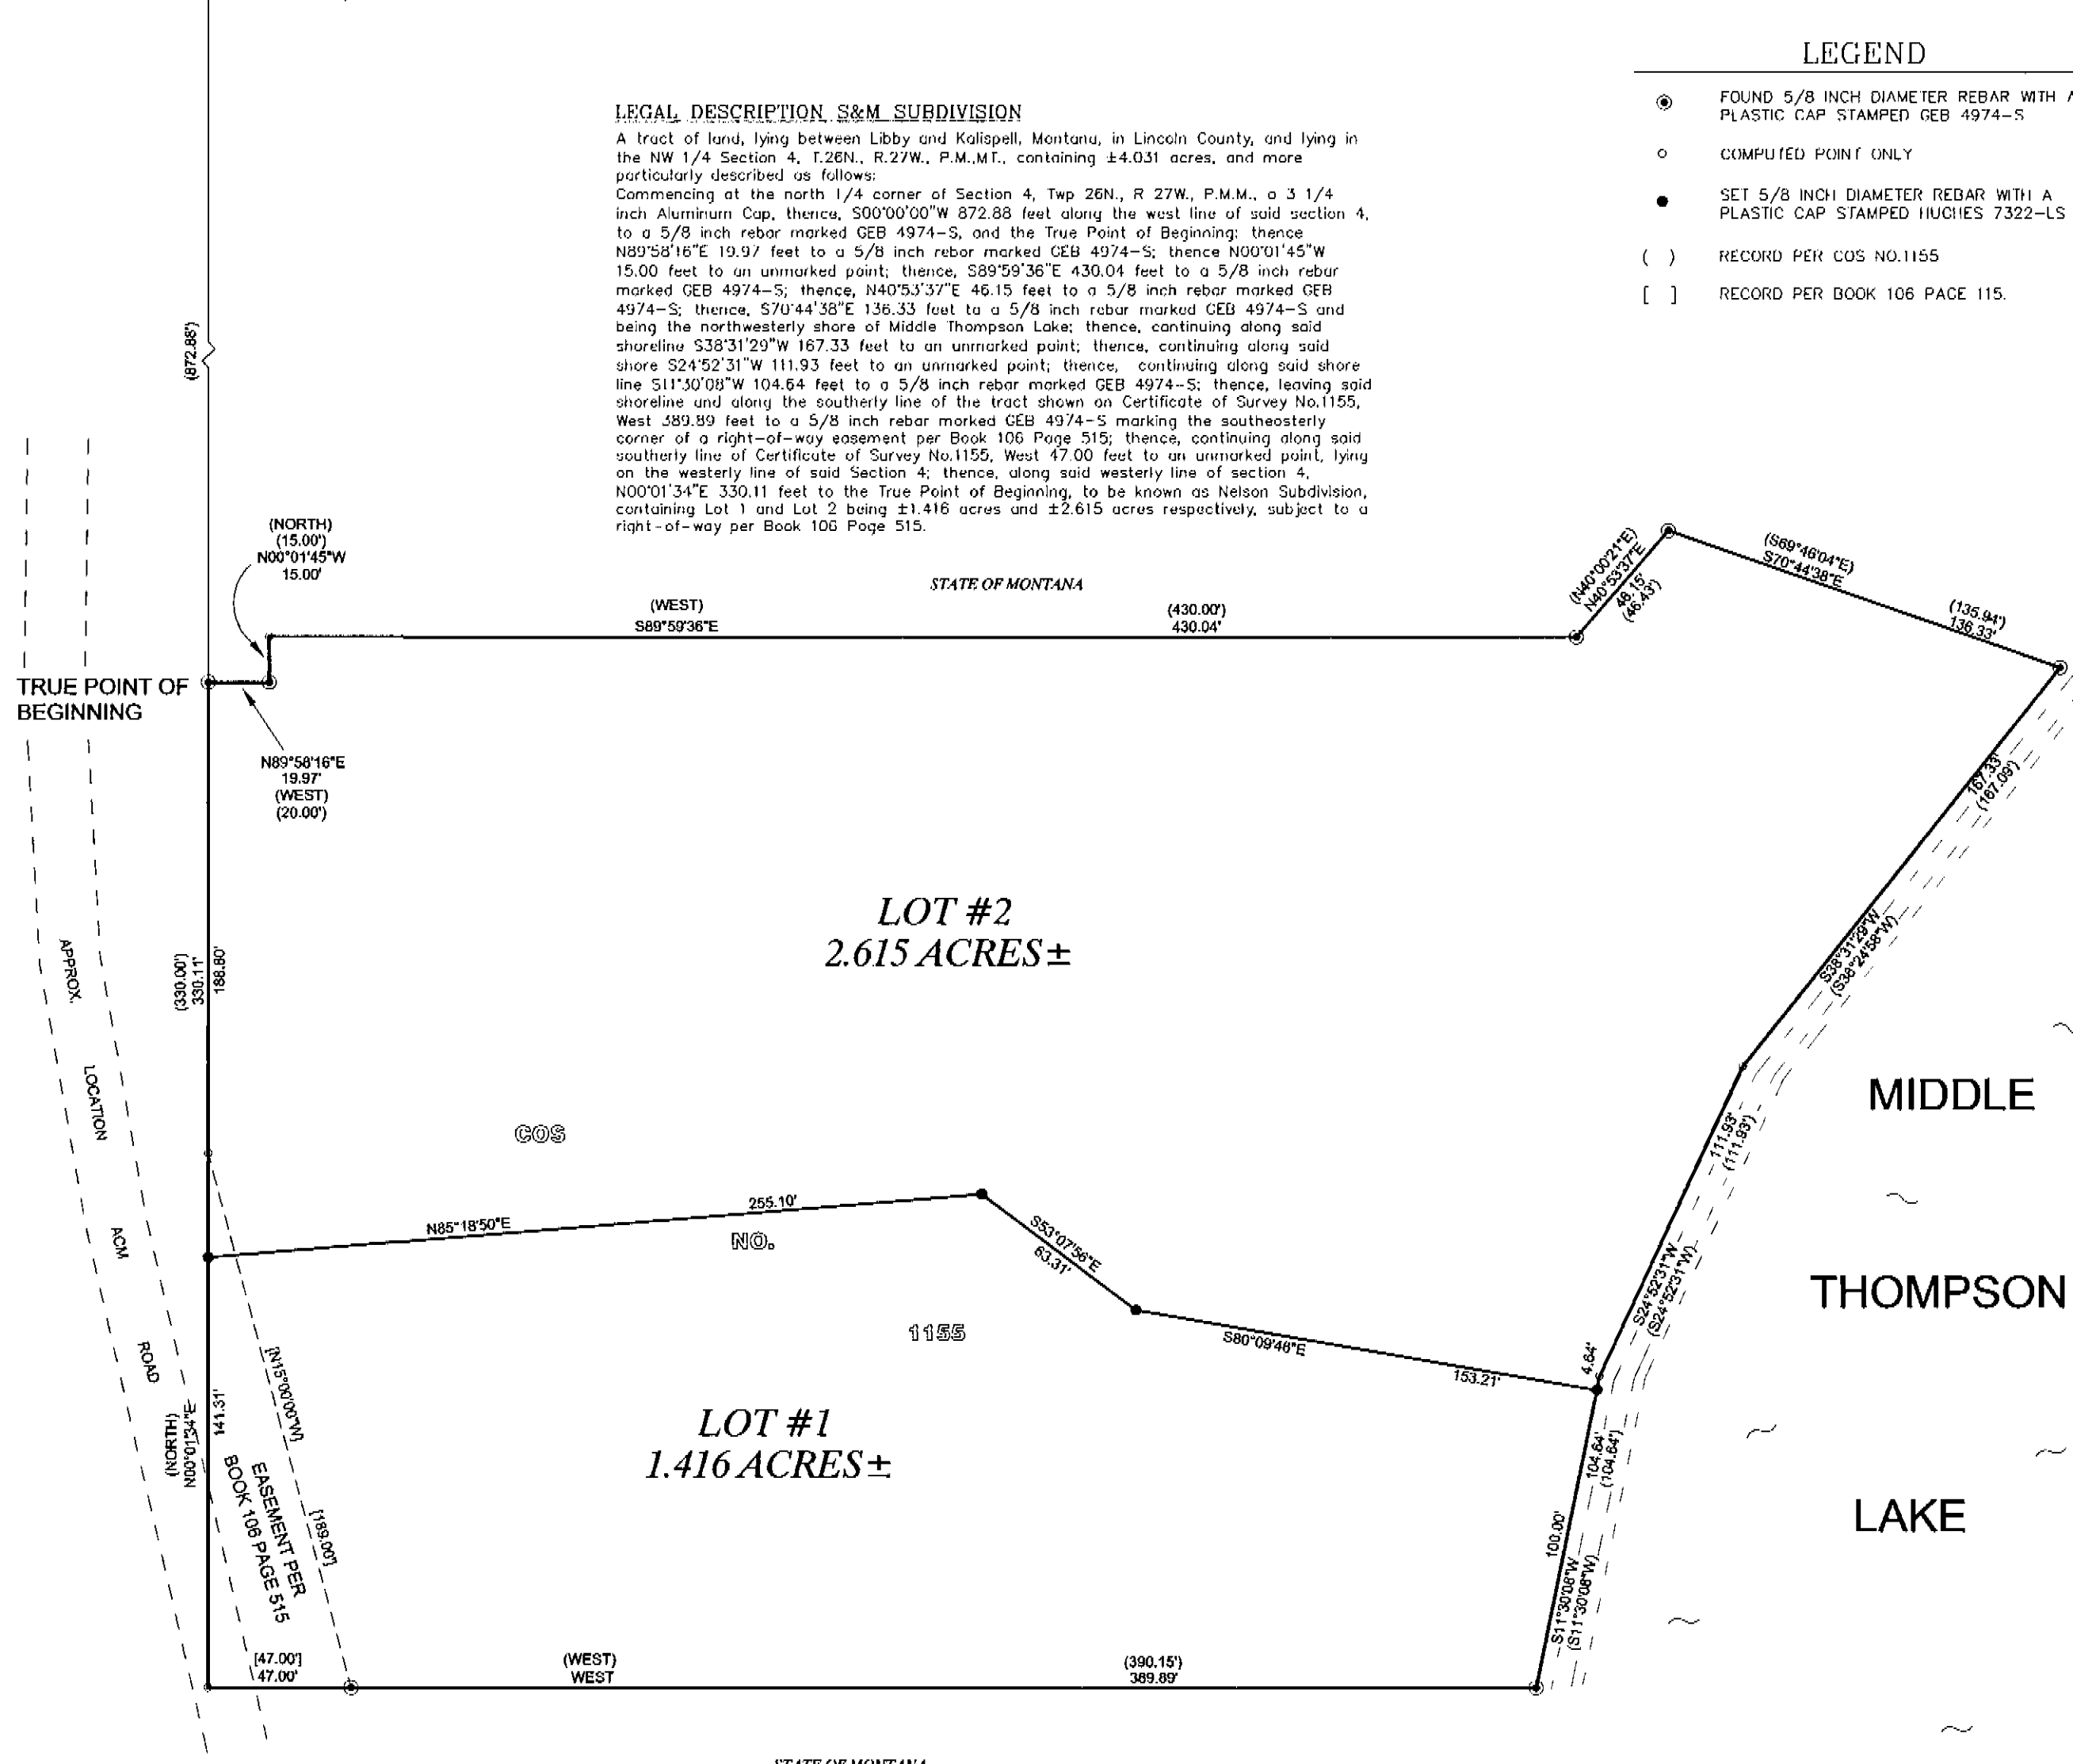 LEGEND
FOUND 5/8 INCH DIAMETER REBAR WITH A
PLASTIC CAP STAMPED GEB 4974-S
COMPUTED POINT ONLY
SET 5/8 INCH DIAMETER REBAR WITH A
PLASTIC CAP STAMPED HUGHES 7322-LS
( ) RECORD PER COS NO.1155
[ ] RECORD PER BOOK 106 PAGE 115.
LEGAL DESCRIPTION S&M SUBDIVISION
A tract of land, lying between Libby and Kalispell, Montana, in Lincoln County, and lying in
the NW 1/4 Section 4, T.26N., R.27W., P.M.,MT., containing ±4.031 acres, and more
particularly described as follows:
Commencing at the north 1/4 corner of Section 4, Twp 26N., R 27W., P.M.M., a 3 1/4
inch Aluminum Cap, thence, S00°00'00"W 872.88 feet along the west line of said section 4,
to a 5/8 inch rebar marked GEB 4974-S, and the True Point of Beginning; thence
N89°58'16"E 19.97 feet to a 5/8 inch rebar marked GEB 4974-S; thence N00°01'45"W
15.00 feet to an unmarked point; thence, S89°59'36"E 430.04 feet to a 5/8 inch rebar
marked GEB 4974-S; thence, N40°53'37"E 46.15 feet to a 5/8 inch rebar marked GEB
4974-S; thence, S70°44'38"E 136.33 feet to a 5/8 inch rebar marked GEB 4974-S and
being the northwesterly shore of Middle Thompson Lake; thence, continuing along said
shoreline S38°31'29"W 167.33 feet to an unmarked point; thence, continuing along said
shore S24°52'31"W 111.93 feet to an unmarked point; thence, continuing along said shore
line S11°30'08"W 104.64 feet to a 5/8 inch rebar marked GEB 4974-S; thence, leaving said
shoreline and along the southerly line of the tract shown on Certificate of Survey No.1155,
West 389.89 feet to a 5/8 inch rebar marked GEB 4974-S marking the southeasterly
corner of a right-of-way easement per Book 106 Page 515; thence, continuing along said
southerly line of Certificate of Survey No.1155, West 47.00 feet to an unmarked point, lying
on the westerly line of said Section 4; thence, along said westerly line of section 4,
N00°01'34"E 330.11 feet to the True Point of Beginning, to be known as Nelson Subdivision,
containing Lot 1 and Lot 2 being ±1.416 acres and ±2.615 acres respectively, subject to a
right-of-way per Book 106 Page 515.
(872.88')
(NORTH)
(15.00')
N00°01'45"W
15.00'
STATE OF MONTANA
(WEST)
S89°59'36"E
(430.00')
430.04'
(N40°00'21"E)
N40°53'37"E
46.15'
(46.43')
(S69°46'04"E)
S70°44'38"E
(135.94')
136.33'
TRUE POINT OF
BEGINNING
N89°58'16"E
19.97'
(WEST)
(20.00')
167.33'
(167.09')
S38°31'29"W
(S38°24'58"W)
LOT #2
2.615 ACRES±
(330.00')
330.11'
188.80'
APPROX.
LOCATION
ACM
ROAD
MIDDLE
THOMPSON
LAKE
111.93'
(111.93')
S24°52'31"W
(S24°52'31"W)
COS
NO.
1155
N85°18'50"E
255.10'
S53°07'56"E
63.31'
S80°09'46"E
153.21'
4.64'
[N15°00'00"W]
[189.00']
(NORTH)
N00°01'34"E
141.31'
EASEMENT PER
BOOK 106 PAGE 515
LOT #1
1.416 ACRES±
104.64'
(104.64')
100.00'
S11°30'08"W
(S11°30'08"W)
[47.00']
47.00'
(WEST)
WEST
(390.15')
389.89'
STATE OF MONTANA